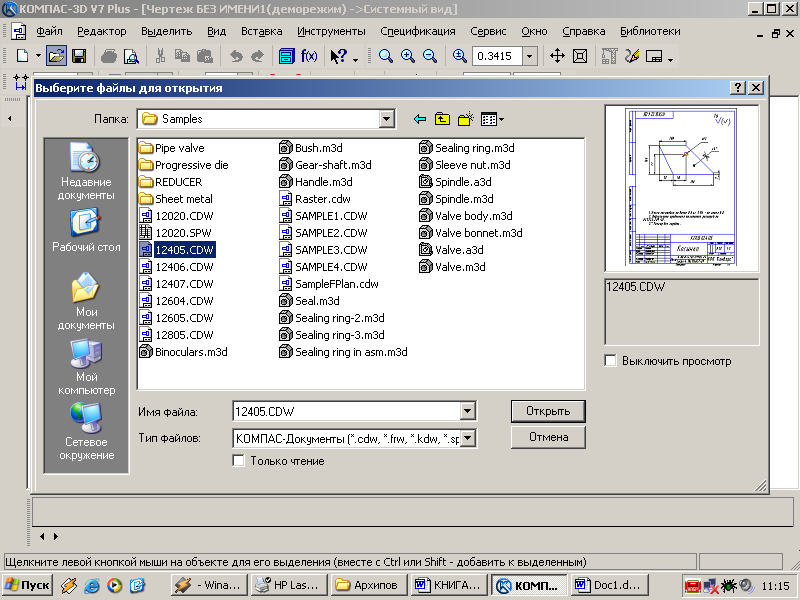 КОМПАС-3D V7 Plus - [Чертеж БЕЗ ИМЕНИ1(деморежим) ->Системный вид]
Файл Редактор Выделить Вид Вставка Инструменты Спецификация Сервис Окно Справка Библиотеки
f(x) 0.3415
Выберите файлы для открытия
Папка: Samples
Недавние документы
Рабочий стол
Мои документы
Мой компьютер
Сетевое окружение
Pipe valve
Progressive die
REDUCER
Sheet metal
12020.CDW
12020.SPW
12405.CDW
12406.CDW
12407.CDW
12604.CDW
12605.CDW
12805.CDW
Binoculars.m3d
Bush.m3d
Gear-shaft.m3d
Handle.m3d
Raster.cdw
SAMPLE1.CDW
SAMPLE2.CDW
SAMPLE3.CDW
SAMPLE4.CDW
SampleFPlan.cdw
Seal.m3d
Sealing ring-2.m3d
Sealing ring-3.m3d
Sealing ring in asm.m3d
Sealing ring.m3d
Sleeve nut.m3d
Spindle.a3d
Spindle.m3d
Valve body.m3d
Valve bonnet.m3d
Valve.a3d
Valve.m3d
Косынка
12405.CDW
Выключить просмотр
Имя файла: 12405.CDW Открыть
Тип файлов: КОМПАС-Документы (*.cdw, *.frw, *.kdw, *.sp Отмена
Только чтение
Щелкните левой кнопкой мыши на объекте для его выделения (вместе с Ctrl или Shift - добавить к выделенным)
Пуск - Wina... HP Las... Архипов КНИГА... КОМП... Doc1.d... 11:15